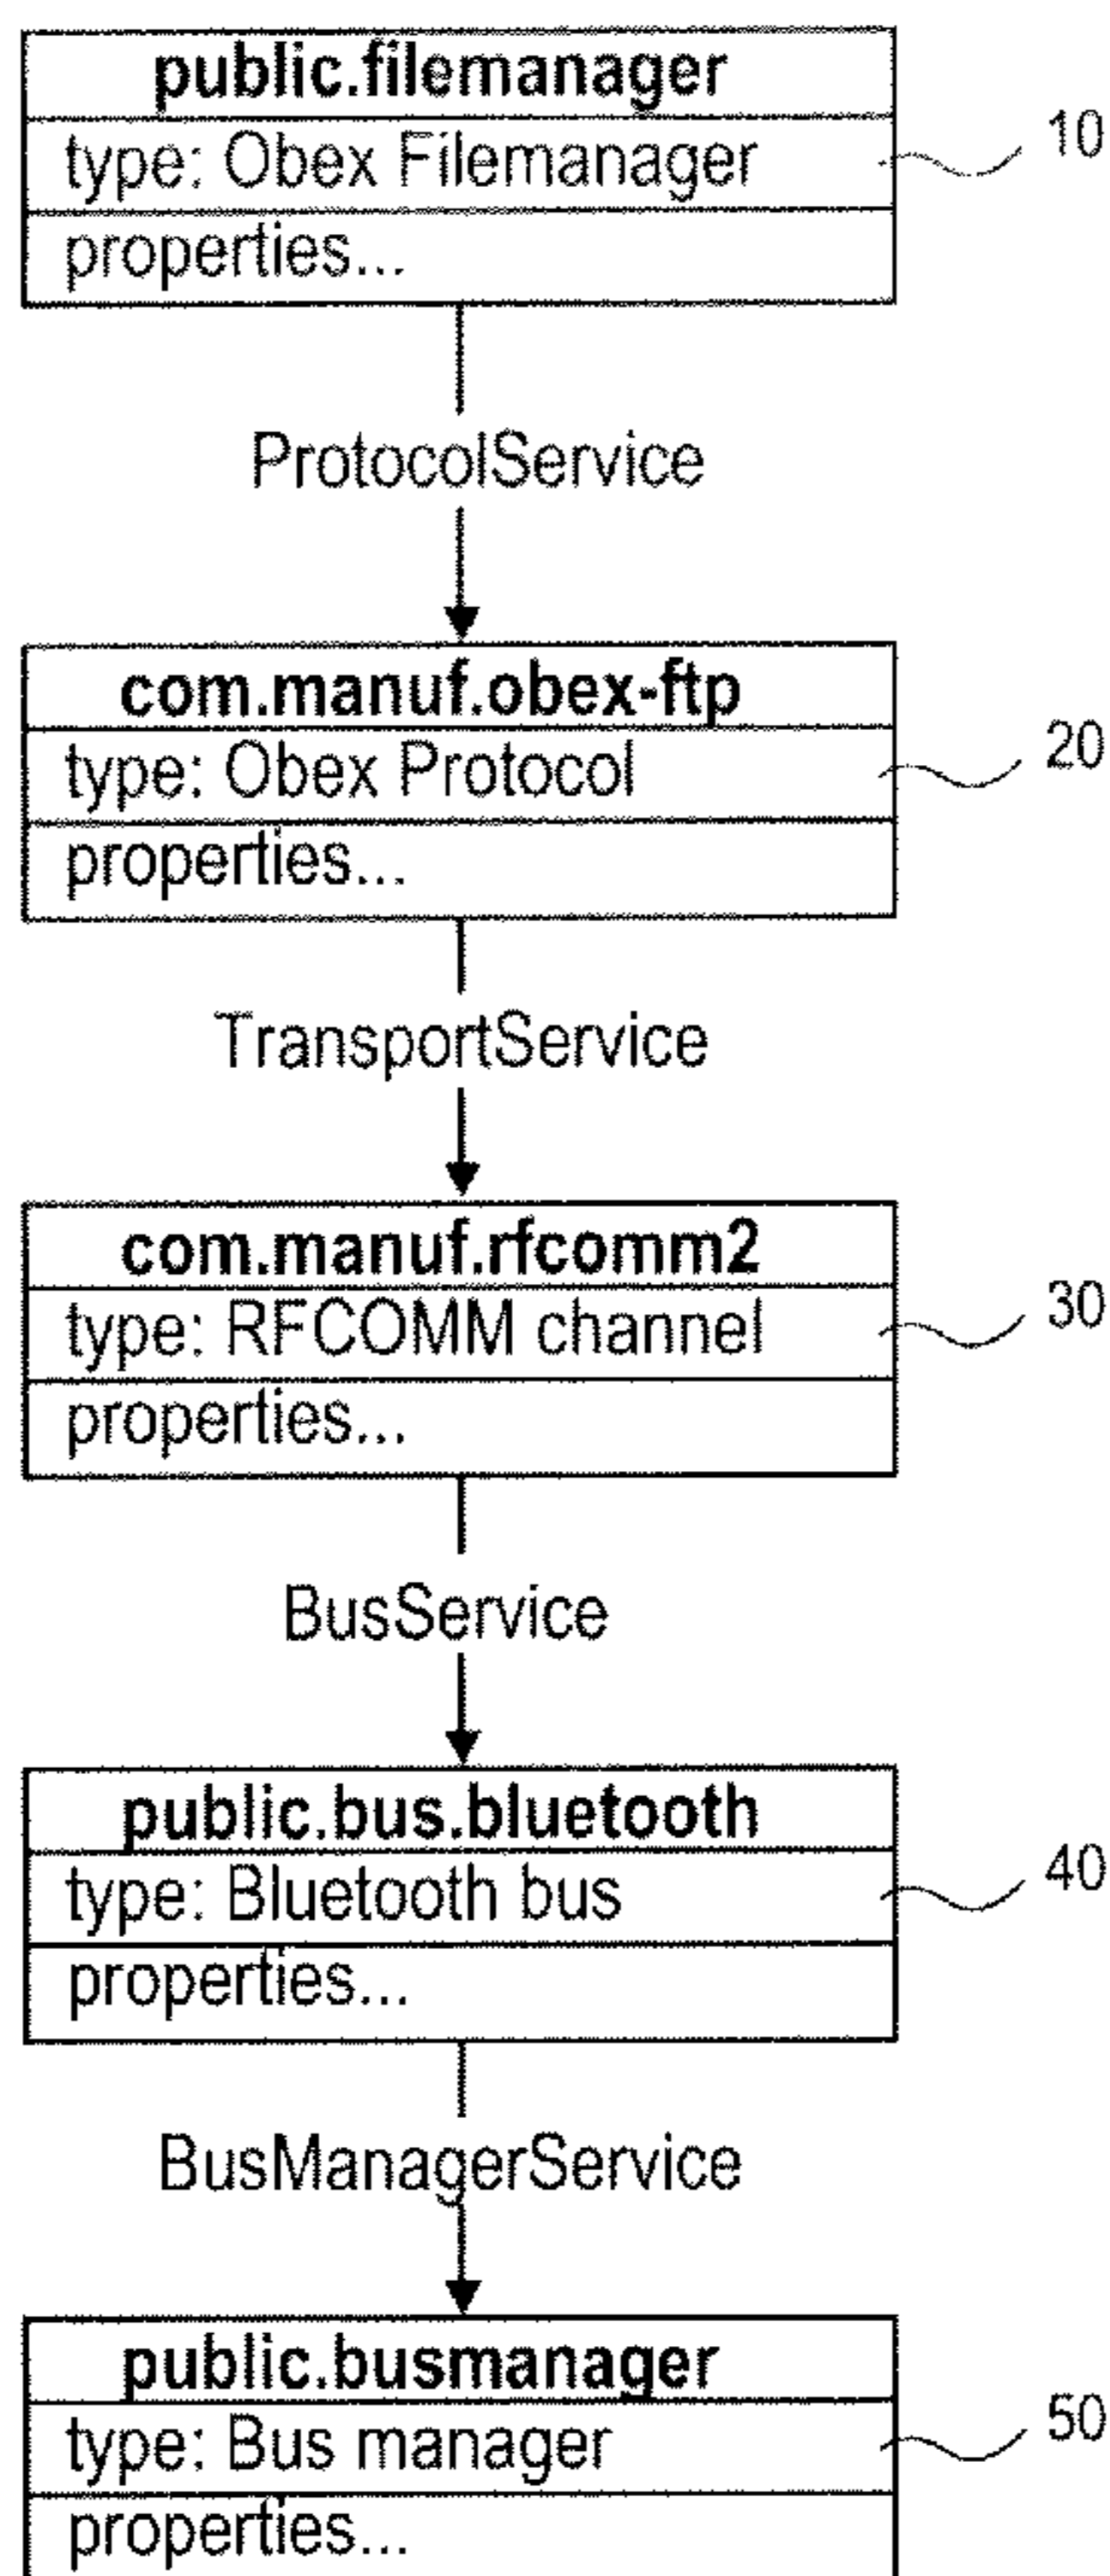 public.filemanager
type: Obex Filemanager
10
properties...
ProtocolService
com.manuf.obex-ftp
type: Obex Protocol
20
properties...
TransportService
com.manuf.rfcomm2
type: RFCOMM channel
30
properties...
BusService
public.bus.bluetooth
type: Bluetooth bus
40
properties...
BusManagerService
public.busmanager
type: Bus manager
50
properties...